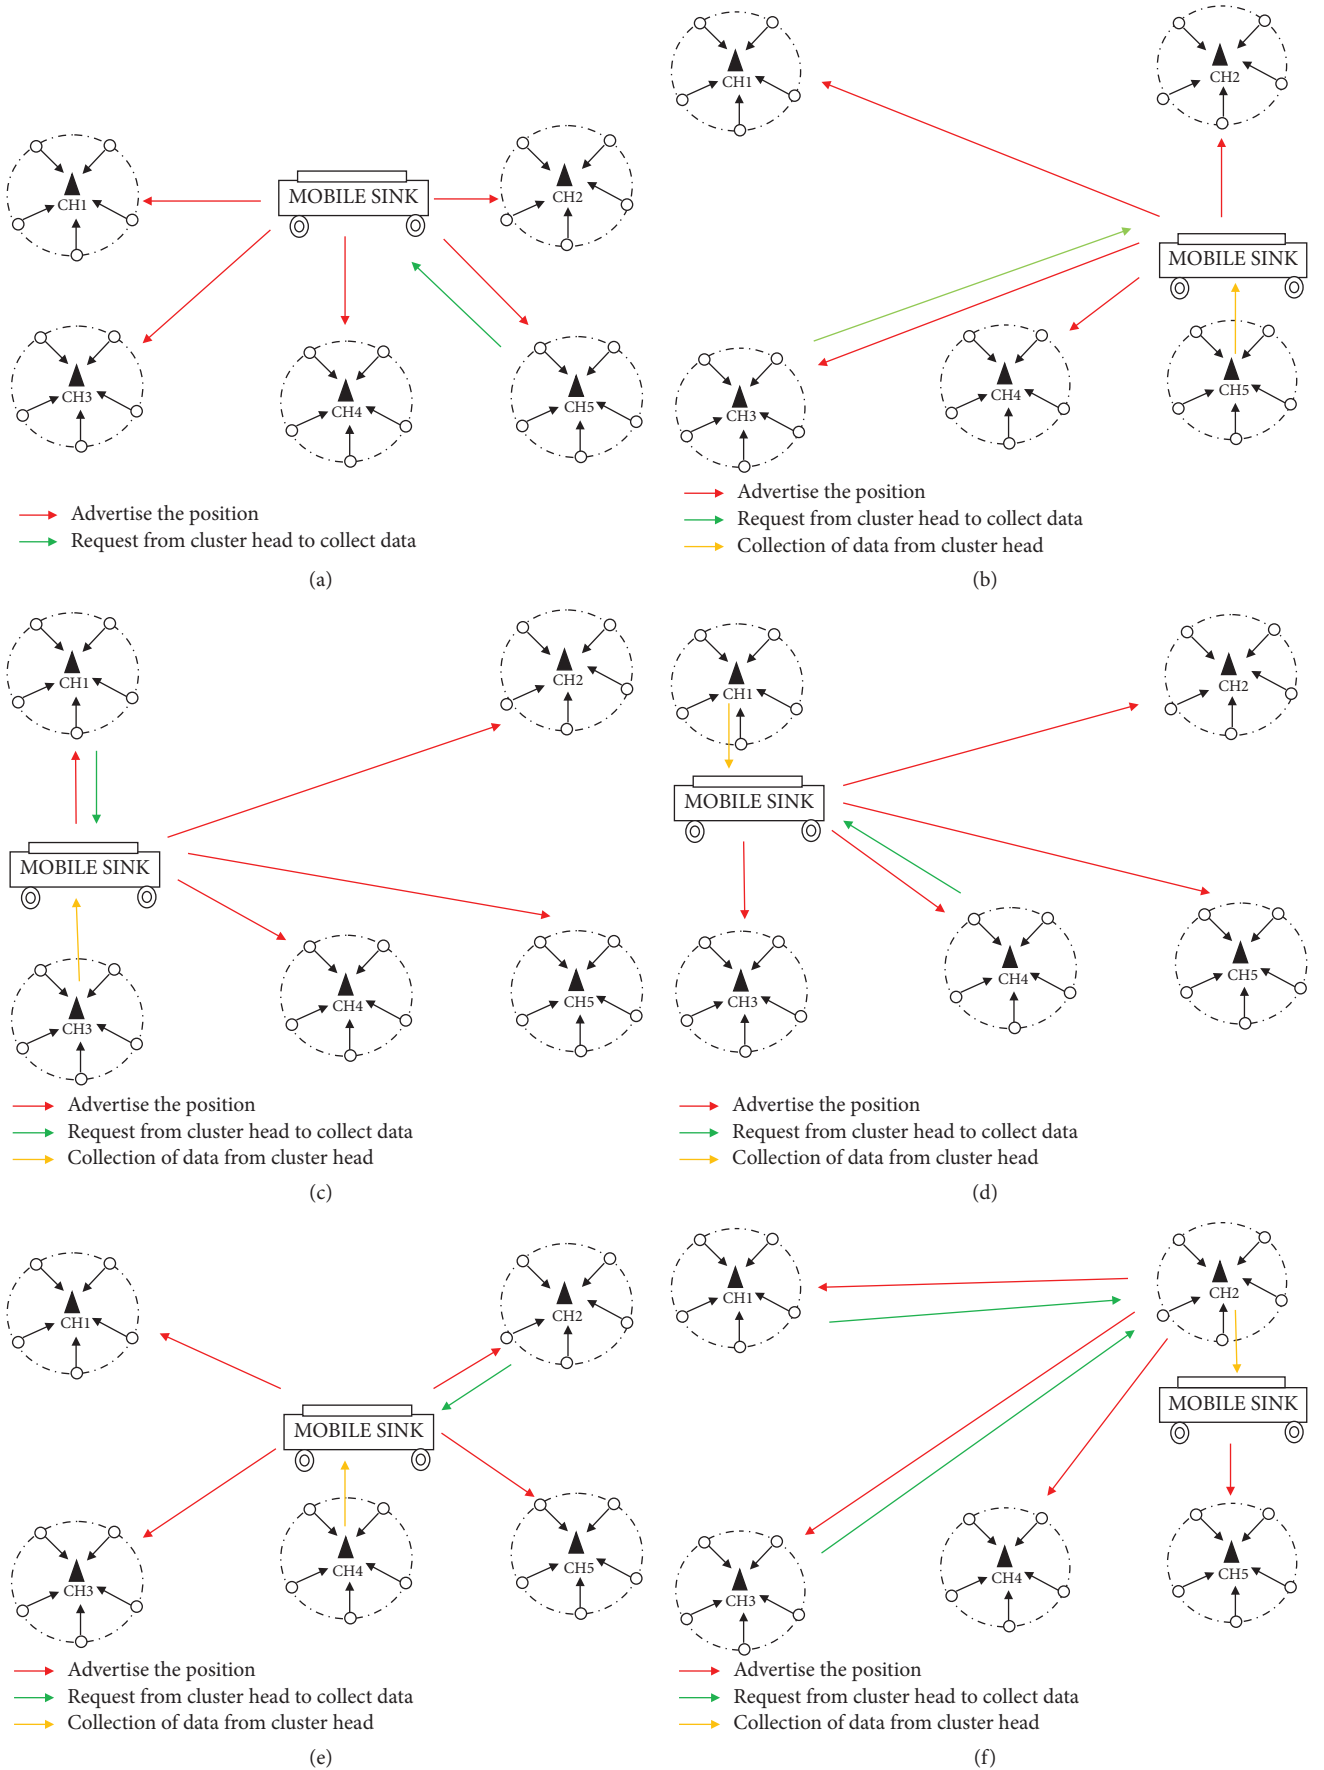 CH1
MOBILE SINK
CH2
CH3
CH4
CH5
Advertise the position
Request from cluster head to collect data
(a)
CH1
CH2
MOBILE SINK
CH3
CH4
CH5
Advertise the position
Request from cluster head to collect data
Collection of data from cluster head
(b)
CH1
CH2
MOBILE SINK
CH3
CH4
CH5
Advertise the position
Request from cluster head to collect data
Collection of data from cluster head
(c)
CH1
CH2
MOBILE SINK
CH3
CH4
CH5
Advertise the position
Request from cluster head to collect data
Collection of data from cluster head
(d)
CH1
CH2
MOBILE SINK
CH3
CH4
CH5
Advertise the position
Request from cluster head to collect data
Collection of data from cluster head
(e)
CH1
CH2
MOBILE SINK
CH3
CH4
CH5
Advertise the position
Request from cluster head to collect data
Collection of data from cluster head
(f)